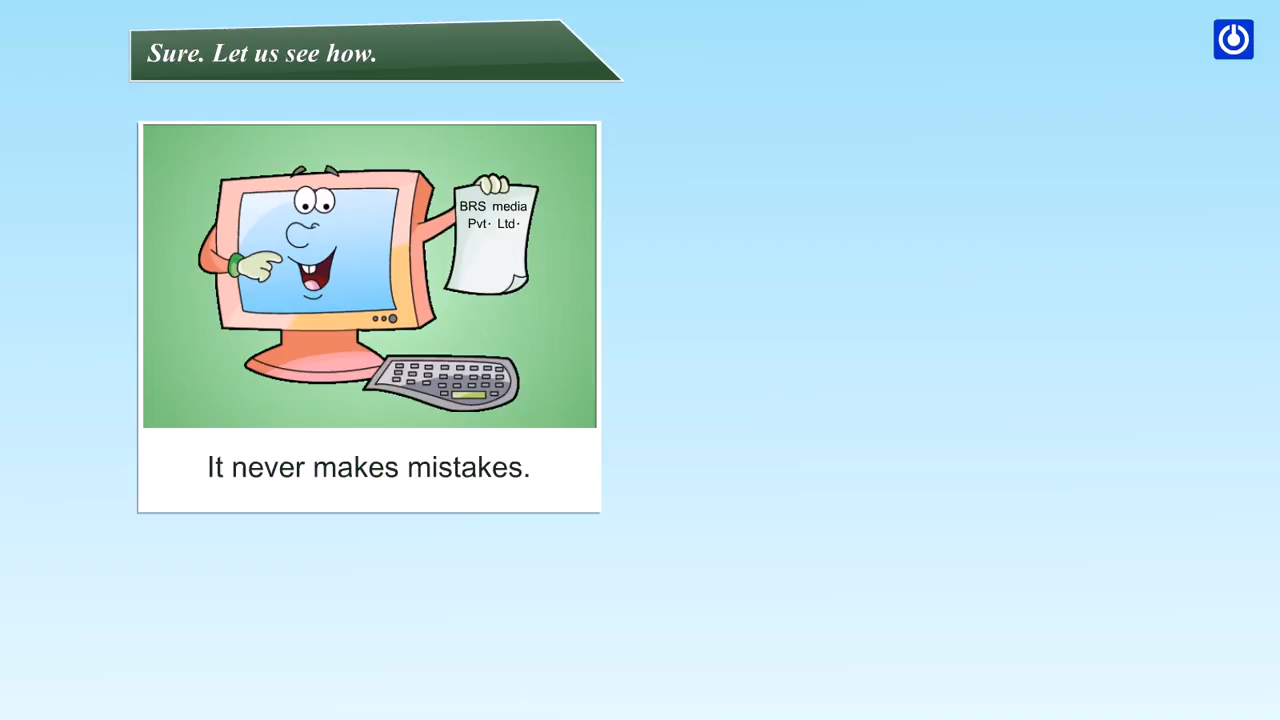 Sure. Let us see how.
BRS media
Pvt. Ltd.
It never makes mistakes.